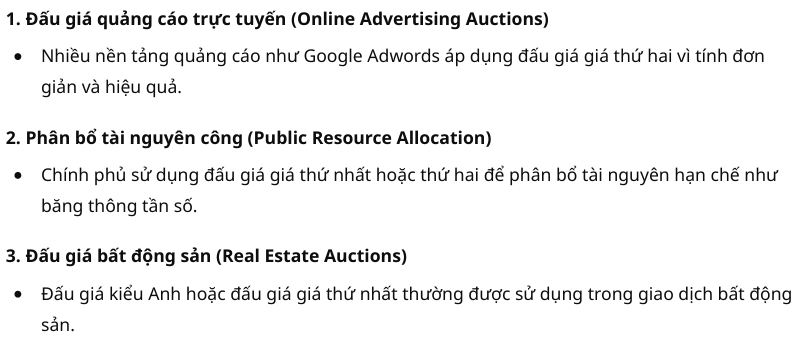 1. Đấu giá quảng cáo trực tuyến (Online Advertising Auctions)
• Nhiều nền tảng quảng cáo như Google Adwords áp dụng đấu giá giá thứ hai vì tính đơn
giản và hiệu quả.
2. Phân bổ tài nguyên công (Public Resource Allocation)
• Chính phủ sử dụng đấu giá giá thứ nhất hoặc thứ hai để phân bổ tài nguyên hạn chế như
băng thông tần số.
3. Đấu giá bất động sản (Real Estate Auctions)
• Đấu giá kiểu Anh hoặc đấu giá giá thứ nhất thường được sử dụng trong giao dịch bất động
sản.